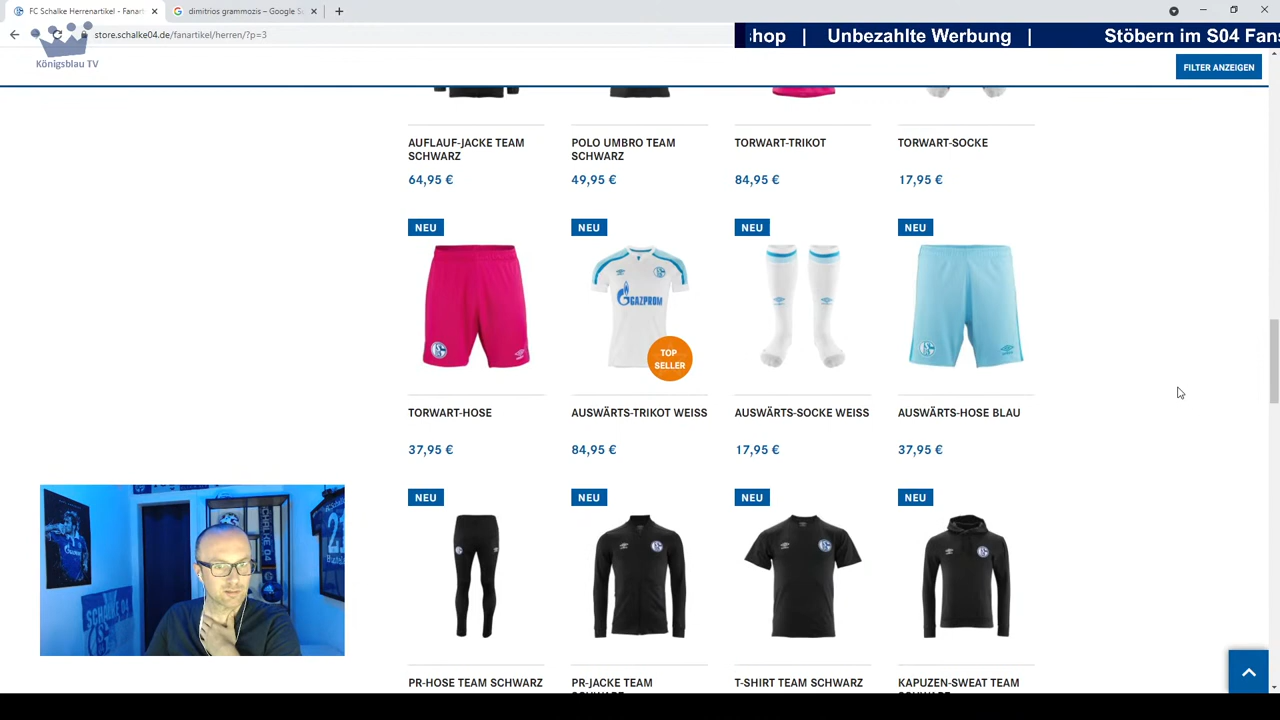 FC Schalke Herrenartikel - Fanart
dimitrios grammozis – Google S
store.schalke04.de/fanartikel/herren/?p=3
hop | Unbezahlte Werbung | Stöbern im S04 Fans
Königsblau TV
FILTER ANZEIGEN
AUFLAUF-JACKE TEAM
SCHWARZ
64,95 €
POLO UMBRO TEAM
SCHWARZ
49,95 €
TORWART-TRIKOT
84,95 €
TORWART-SOCKE
17,95 €
NEU
NEU
NEU
NEU
GAZPROM
TOP
SELLER
TORWART-HOSE
37,95 €
AUSWÄRTS-TRIKOT WEISS
84,95 €
AUSWÄRTS-SOCKE WEISS
17,95 €
AUSWÄRTS-HOSE BLAU
37,95 €
NEU
NEU
NEU
NEU
SCHALKE 04
PR-HOSE TEAM SCHWARZ
PR-JACKE TEAM
T-SHIRT TEAM SCHWARZ
KAPUZEN-SWEAT TEAM